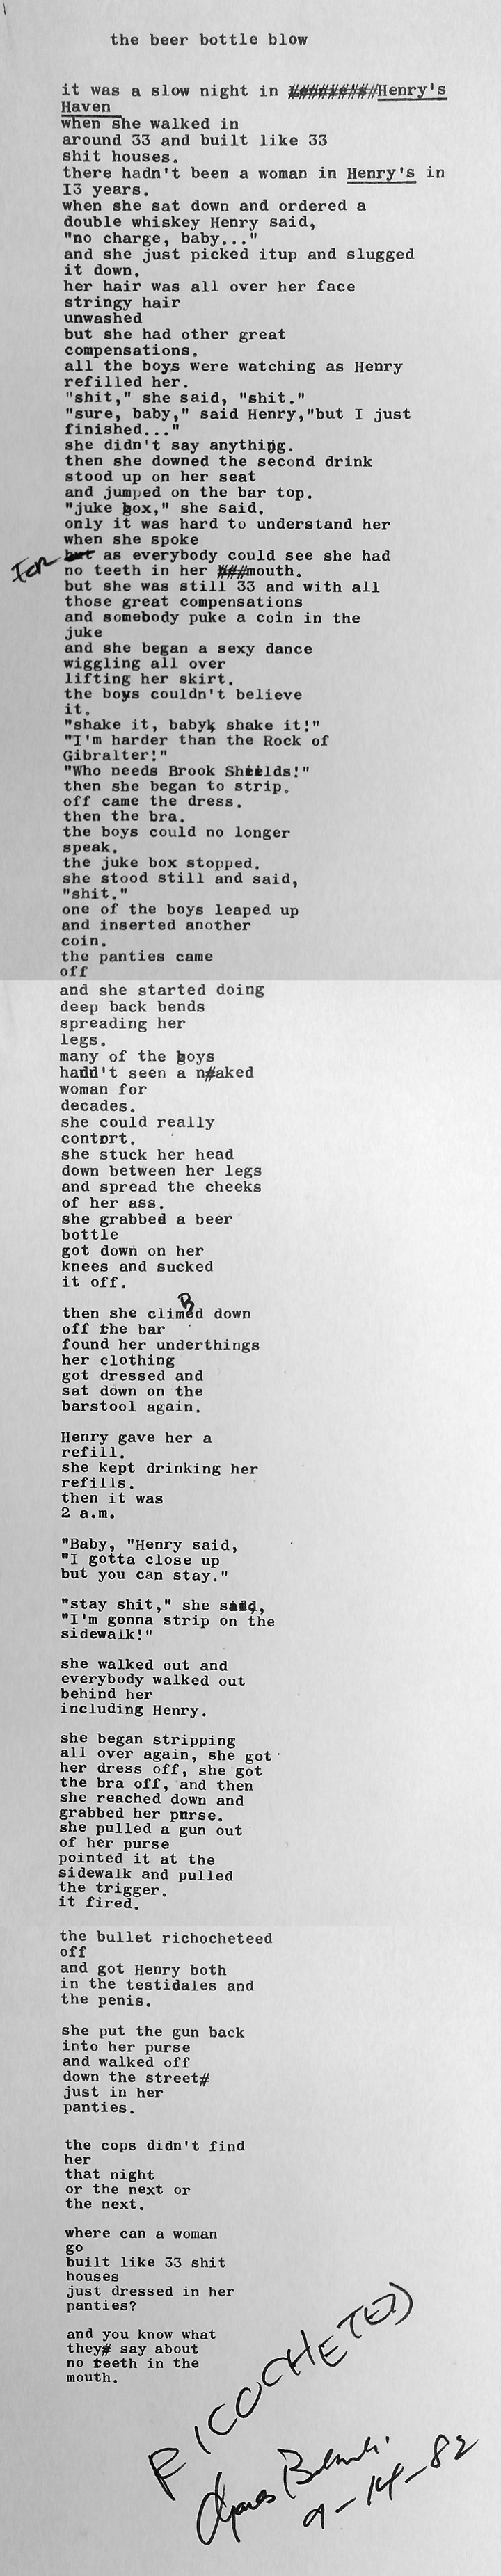 the beer bottle blow
it was a slow night in Henry's
Haven
when she walked in
around 33 and built like 33
shit houses.
there hadn't been a woman in Henry's in
I3 years.
when she sat down and ordered a
double whiskey Henry said,
"no charge, baby..."
and she just picked itup and slugged
it down.
her hair was all over her face
stringy hair
unwashed
but she had other great
compensations.
all the boys were watching as Henry
refilled her.
"shit," she said, "shit."
"sure, baby," said Henry,"but I just
finished..."
she didn't say anything.
then she downed the second drink
stood up on her seat
and jumped on the bar top.
"juke box," she said.
only it was hard to understand her
when she spoke
For but as everybody could see she had
no teeth in her ###mouth.
but she was still 33 and with all
those great compensations
and somebody puke a coin in the
juke
and she began a sexy dance
wiggling all over
lifting her skirt.
the boys couldn't believe
it.
"shake it, baby, shake it!"
"I'm harder than the Rock of
Gibralter!"
"Who needs Brook Sheilds!"
then she began to strip.
off came the dress.
then the bra.
the boys could no longer
speak.
the juke box stopped.
she stood still and said,
"shit."
one of the boys leaped up
and inserted another
coin.
the panties came
off
and she started doing
deep back bends
spreading her
legs.
many of the boys
hadn't seen a n#aked
woman for
decades.
she could really
contort.
she stuck her head
down between her legs
and spread the cheeks
of her ass.
she grabbed a beer
bottle
got down on her
knees and sucked
it off.
then she climBed down
off the bar
found her underthings
her clothing
got dressed and
sat down on the
barstool again.
Henry gave her a
refill.
she kept drinking her
refills.
then it was
2 a.m.
"Baby, "Henry said,
"I gotta close up
but you can stay."
"stay shit," she said,
"I'm gonna strip on the
sidewalk!"
she walked out and
everybody walked out
behind her
including Henry.
she began stripping
all over again, she got
her dress off, she got
the bra off, and then
she reached down and
grabbed her purse.
she pulled a gun out
of her purse
pointed it at the
sidewalk and pulled
the trigger.
it fired.
the bullet richocheteed
off
and got Henry both
in the testidales and
the penis.
she put the gun back
into her purse
and walked off
down the street#
just in her
panties.
the cops didn't find
her
that night
or the next or
the next.
where can a woman
go
built like 33 shit
houses
just dressed in her
panties?
and you know what
they# say about
no teeth in the
mouth.
RICOCHETED
Charles Bukowski
9-14-82